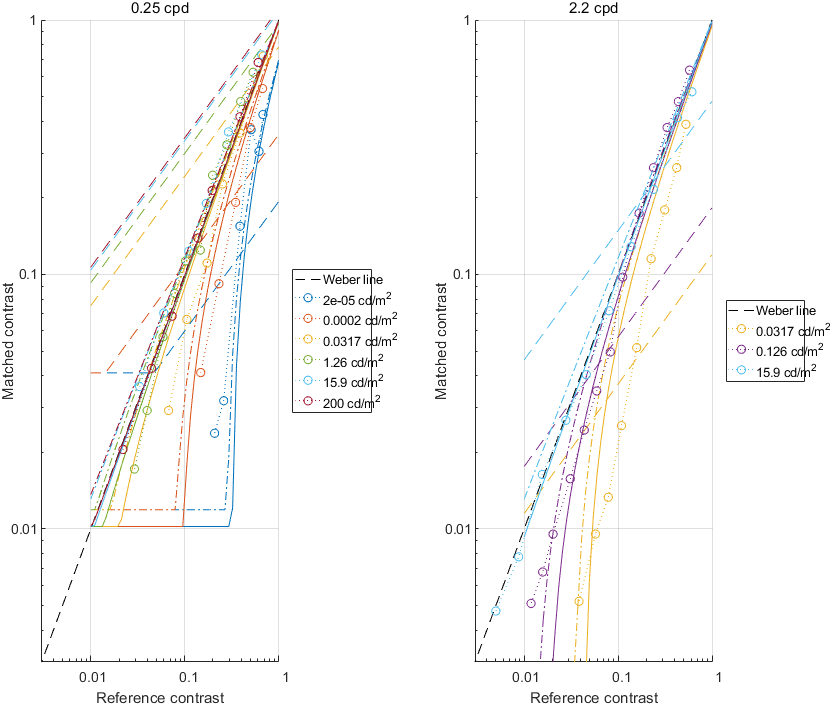 0.25 cpd
1
0.1
0.01
Matched contrast
0.01
0.1
1
Reference contrast
Weber line
2e-05 cd/m²
0.0002 cd/m²
0.0317 cd/m²
1.26 cd/m²
15.9 cd/m²
200 cd/m²
2.2 cpd
1
0.1
0.01
Matched contrast
0.01
0.1
1
Reference contrast
Weber line
0.0317 cd/m²
0.126 cd/m²
15.9 cd/m²